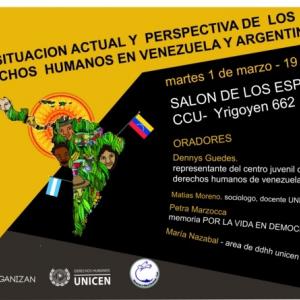 SITUACION ACTUAL Y PERSPECTIVA DE LOS
CHOS HUMANOS EN VENEZUELA Y ARGENTIN
martes 1 de marzo - 19
SALON DE LOS ESP
CCU- Yrigoyen 662
ORADORES
Dennys Guedes.
representante del centro juvenil d
derechos humanos de venezuela
Matias Moreno. sociologo, docente UNI
Petra Marzocca
memoria POR LA VIDA EN DEMOC
María Nazabal - area de ddhh unicen
GANIZAN
DERECHOS HUMANOS
UNICEN